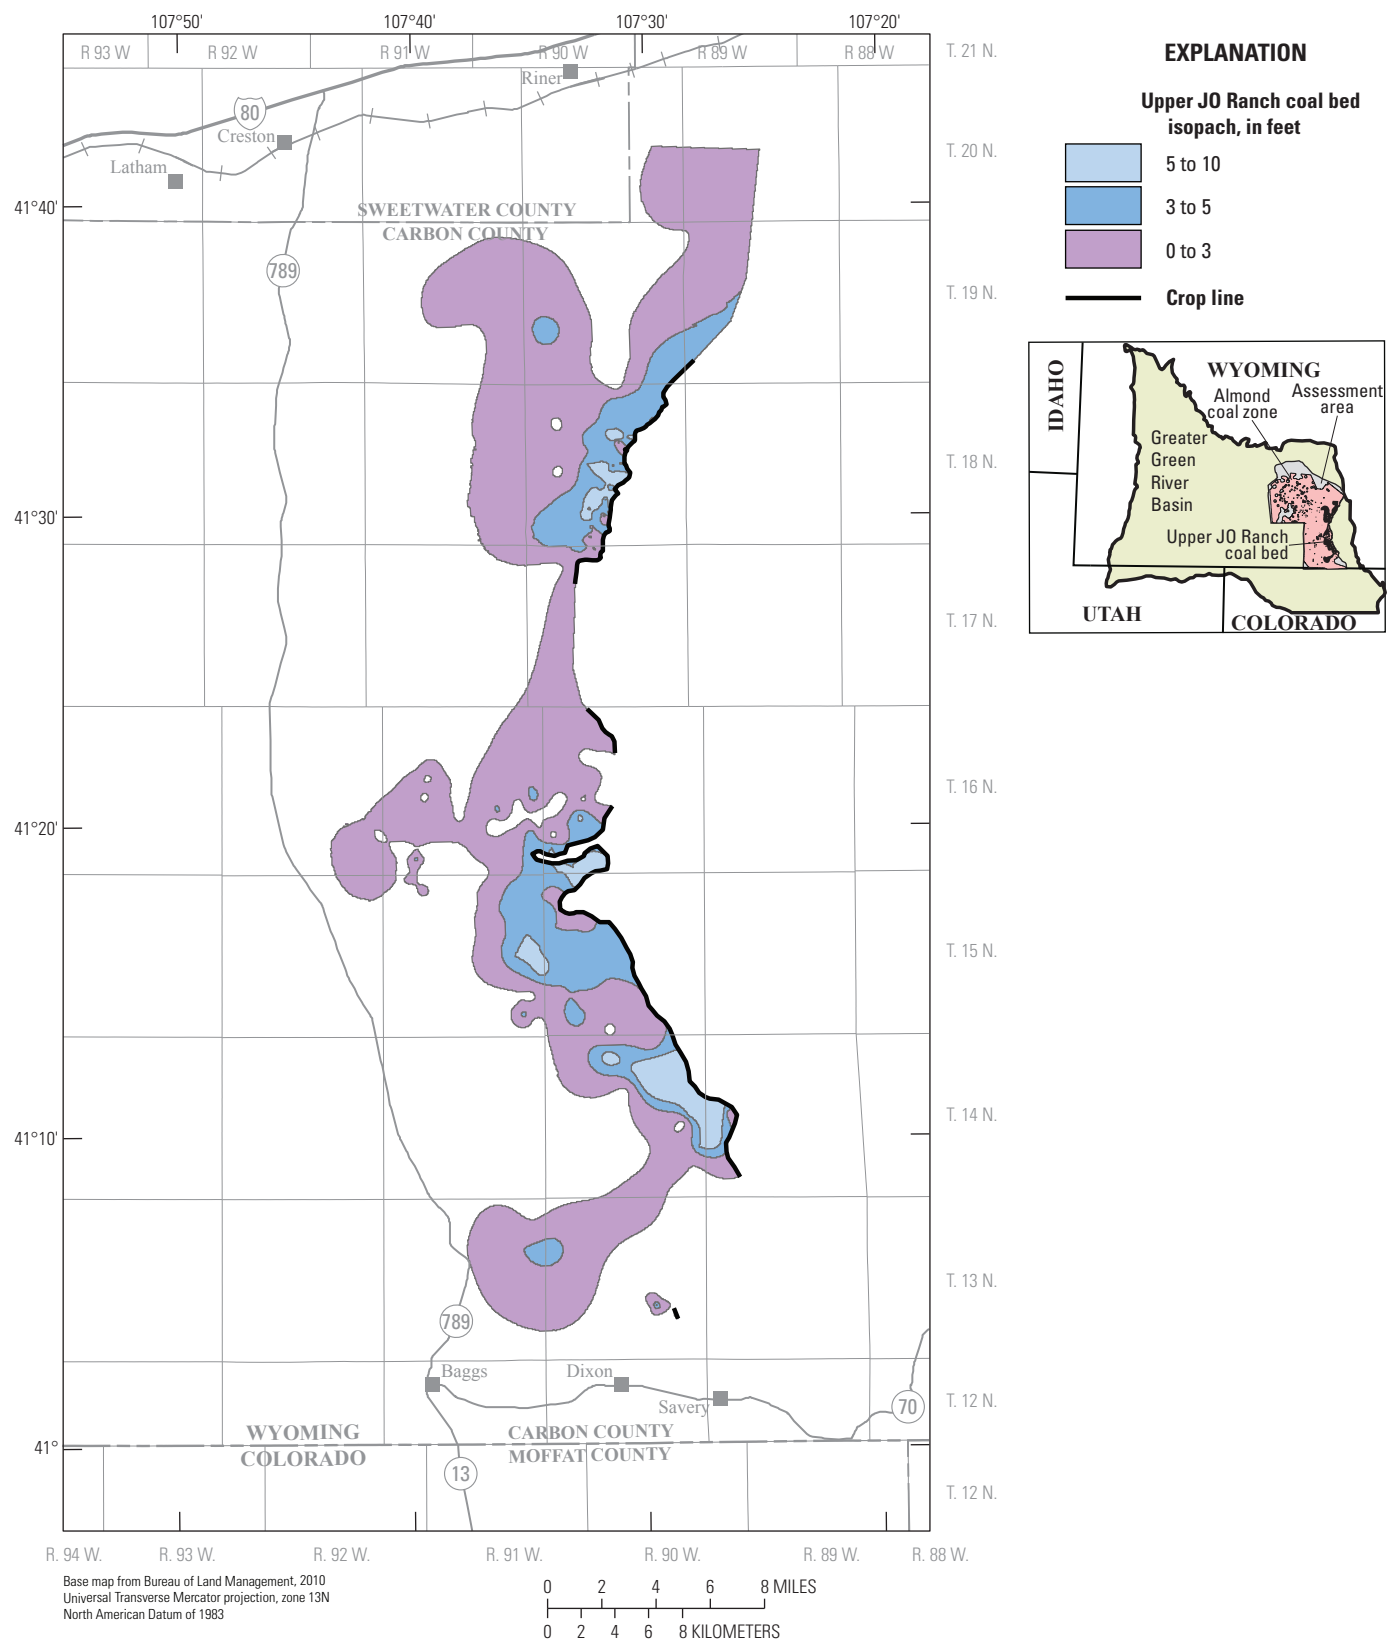 107°50' 107°40' 107°30' 107°20'
R 93 W R 92 W R 91 W R 90 W R 89 W R 88 W
T. 21 N.
Riner
80
Creston
Latham
T. 20 N.
41°40'
SWEETWATER COUNTY
CARBON COUNTY
789
T. 19 N.
T. 18 N.
41°30'
T. 17 N.
T. 16 N.
41°20'
T. 15 N.
T. 14 N.
41°10'
T. 13 N.
789
Baggs Dixon
Savery
T. 12 N.
70
WYOMING CARBON COUNTY
41°
COLORADO MOFFAT COUNTY
13
T. 12 N.
R. 94 W. R. 93 W. R. 92 W. R. 91 W. R. 90 W. R. 89 W. R. 88 W.
Base map from Bureau of Land Management, 2010
Universal Transverse Mercator projection, zone 13N
North American Datum of 1983
0 2 4 6 8 MILES
0 2 4 6 8 KILOMETERS
EXPLANATION
Upper JO Ranch coal bed
isopach, in feet
5 to 10
3 to 5
0 to 3
Crop line
IDAHO
WYOMING
Almond
coal zone
Assessment
area
Greater
Green
River
Basin
Upper JO Ranch
coal bed
UTAH
COLORADO